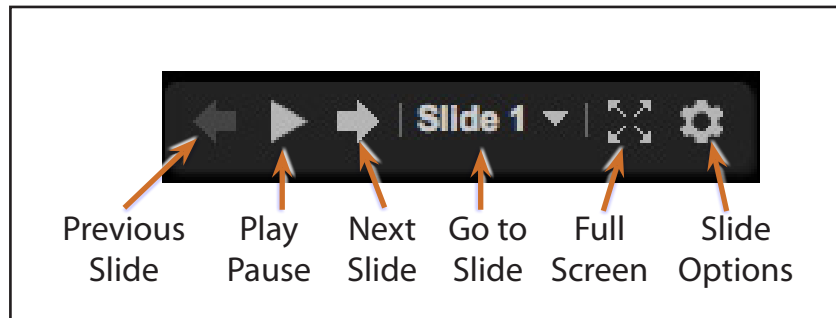 Slide 1
Previous Play Next Go to Full Slide
Slide Pause Slide Slide Screen Options